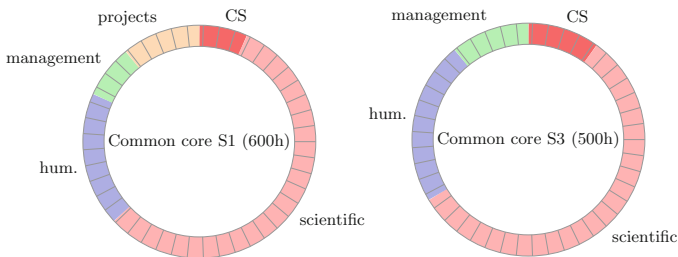 projects
CS
management
Common core S1 (600h)
hum.
scientific
management
CS
hum.
Common core S3 (500h)
scientific